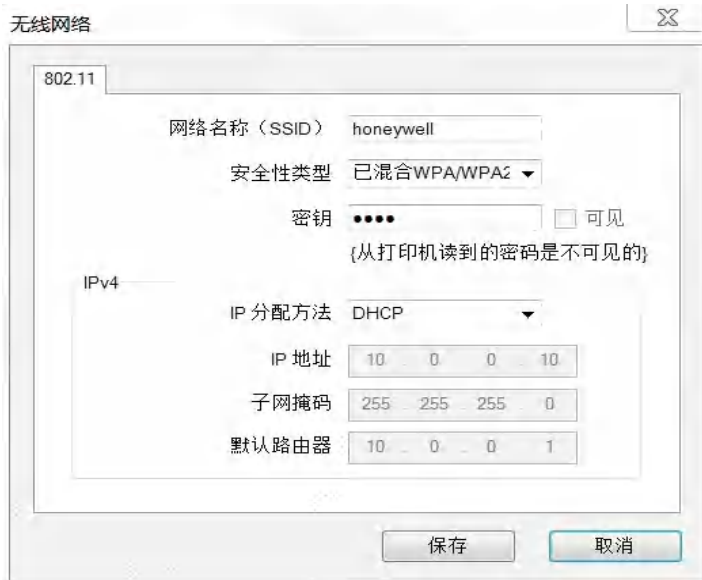 无线网络
802.11
网络名称（SSID） honeywell
安全性类型 已混合WPA/WPA2
密钥 •••• 可见
{从打印机读到的密码是不可见的}
IPv4
IP 分配方法 DHCP
IP 地址 10 . 0 . 0 . 10
子网掩码 255 . 255 . 255 . 0
默认路由器 10 . 0 . 0 . 1
保存 取消